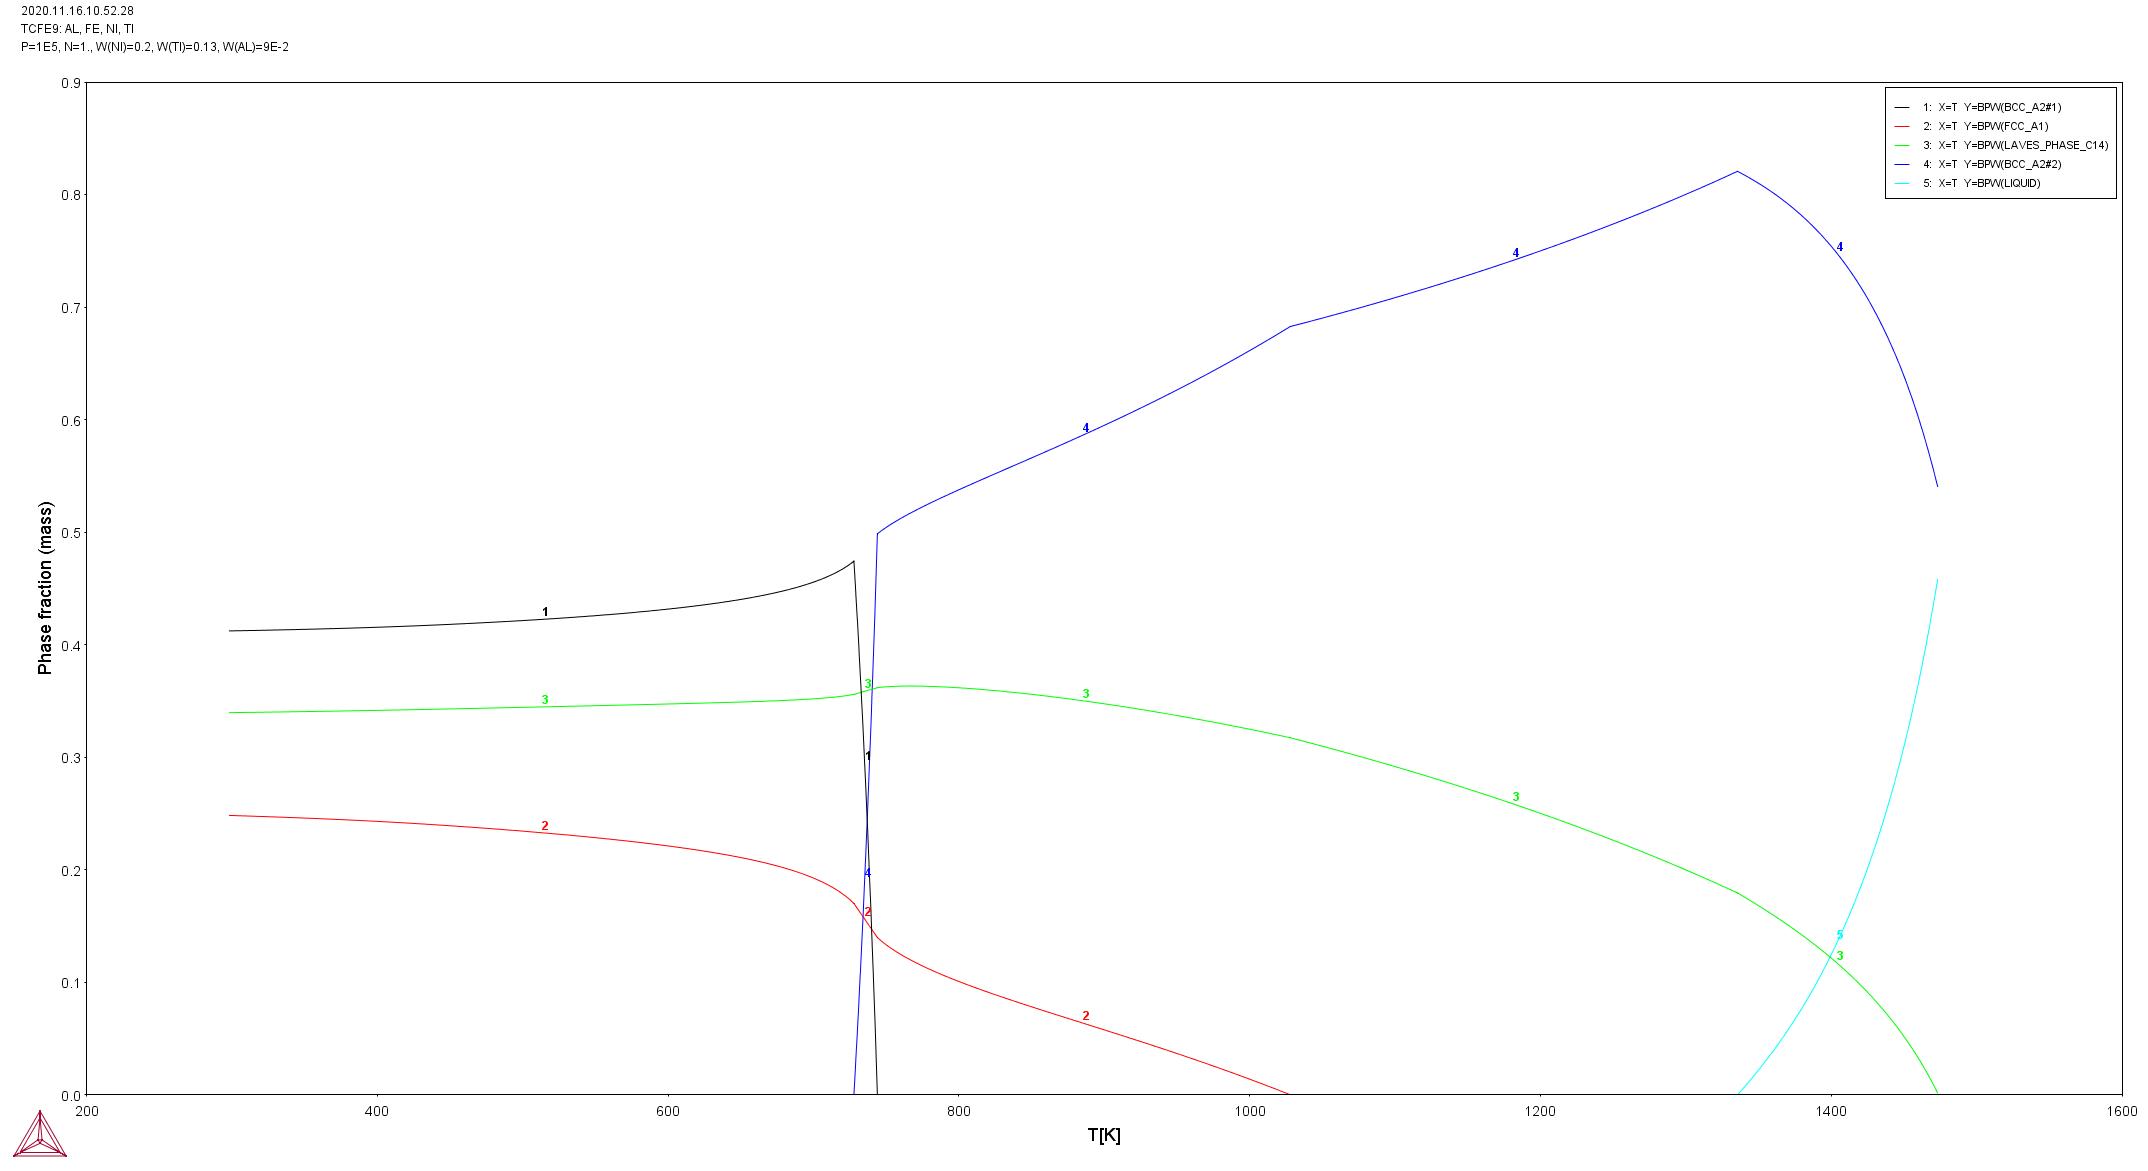 2020.11.16.10.52.28
TCFE9: AL, FE, NI, TI
P=1E5, N=1., W(NI)=0.2, W(TI)=0.13, W(AL)=9E-2
0.9
0.8
0.7
0.6
0.5
0.4
0.3
0.2
0.1
0.0
Phase fraction (mass)
1: X=T Y=BPW(BCC_A2#1)
2: X=T Y=BPW(FCC_A1)
3: X=T Y=BPW(LAVES_PHASE_C14)
4: X=T Y=BPW(BCC_A2#2)
5: X=T Y=BPW(LIQUID)
4
4
4
1
3
3
3
1
3
2
4
2
5
3
2
200 400 600 800 1000 1200 1400 1600
T[K]